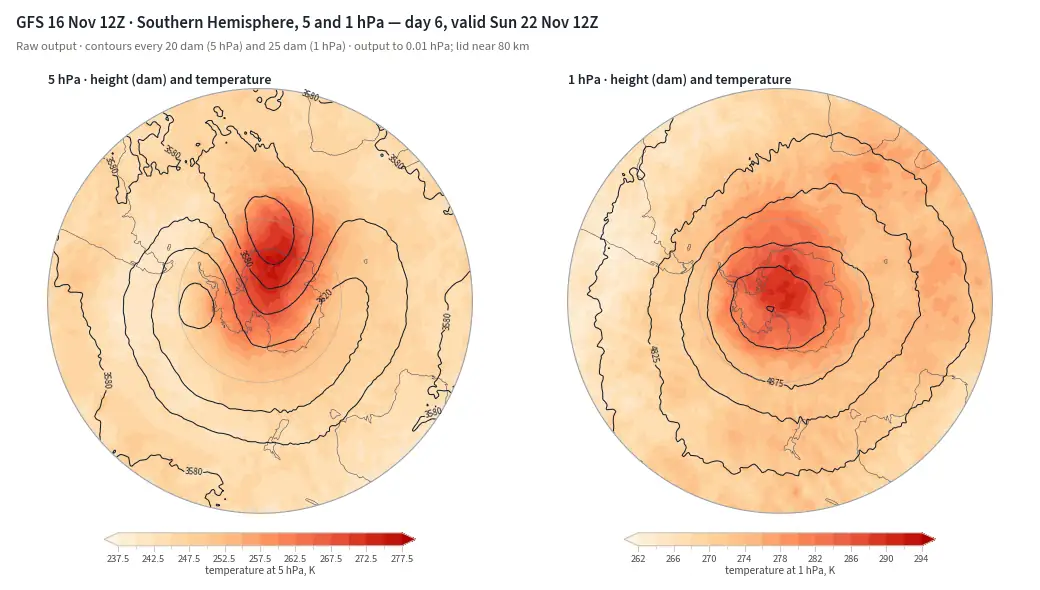 GFS 16 Nov 12Z · Southern Hemisphere, 5 and 1 hPa — day 6, valid Sun 22 Nov 12Z
Raw output · contours every 20 dam (5 hPa) and 25 dam (1 hPa) · output to 0.01 hPa; lid near 80 km
5 hPa · height (dam) and temperature
1 hPa · height (dam) and temperature
3580
3580
3580
3580
3580
3620
3580
3580
3580
3580
4825
4875
237.5 242.5 247.5 252.5 257.5 262.5 267.5 272.5 277.5
temperature at 5 hPa, K
262 266 270 274 278 282 286 290 294
temperature at 1 hPa, K